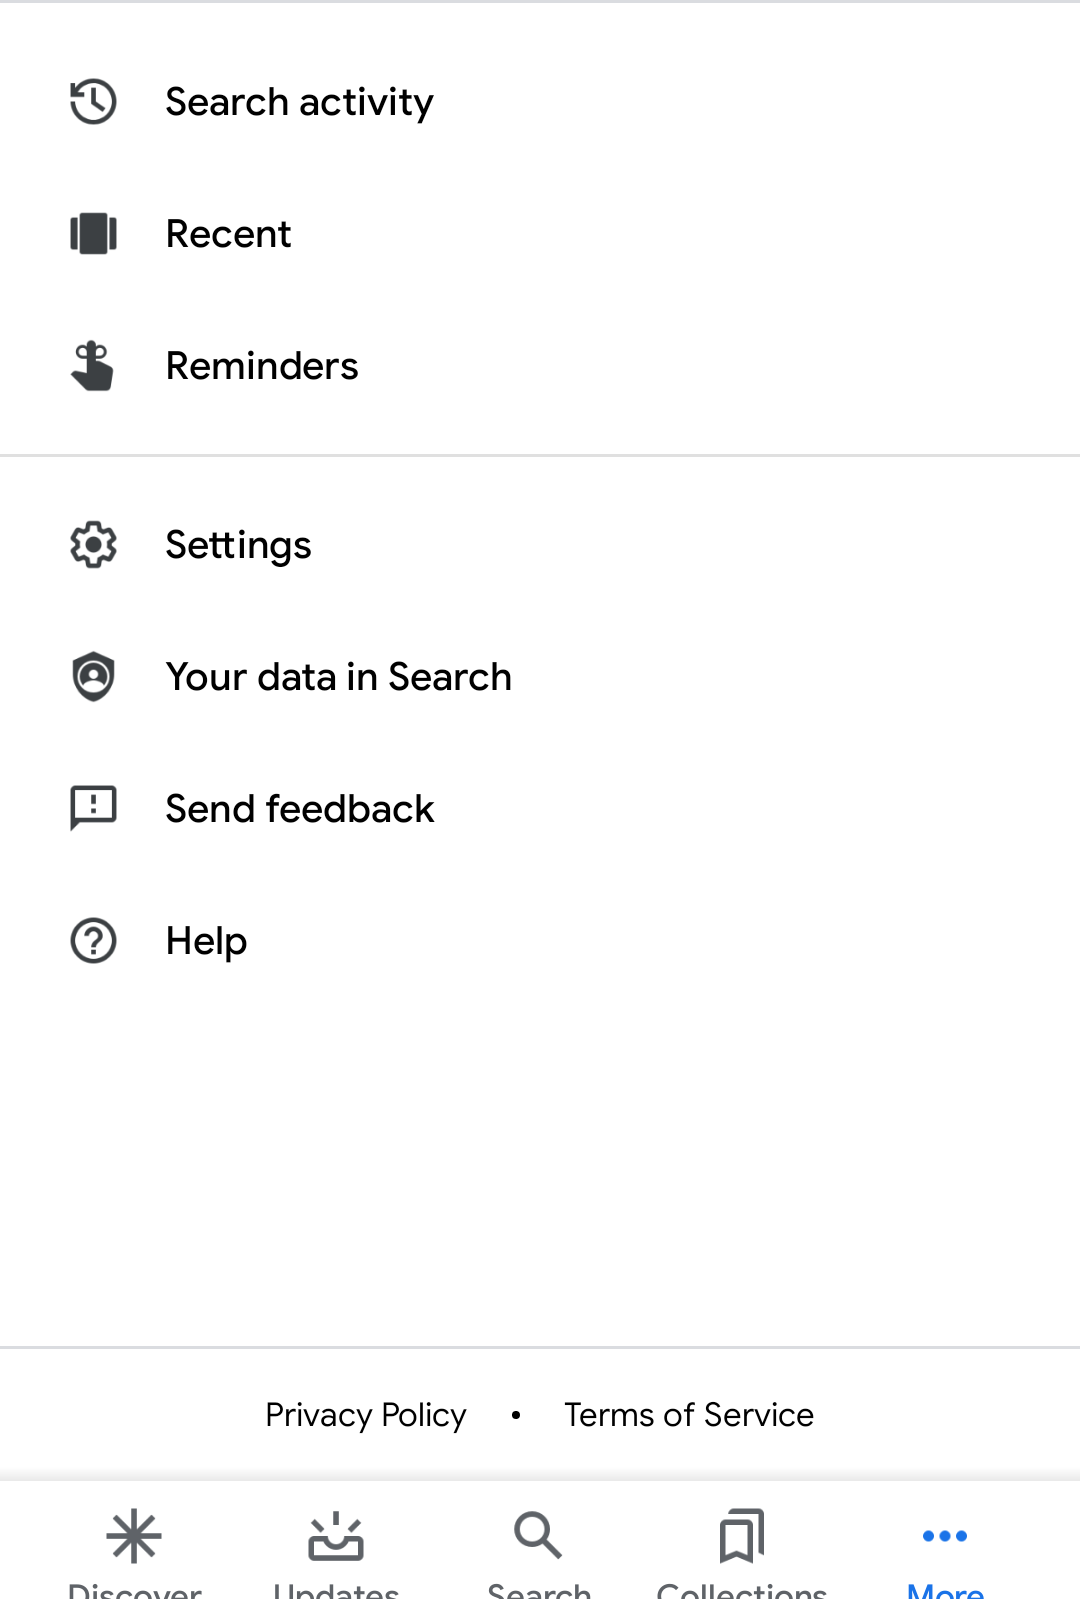 Search activity
Recent
Reminders
Settings
Your data in Search
Send feedback
Help
Privacy Policy • Terms of Service
Discover Updates Search Collections More